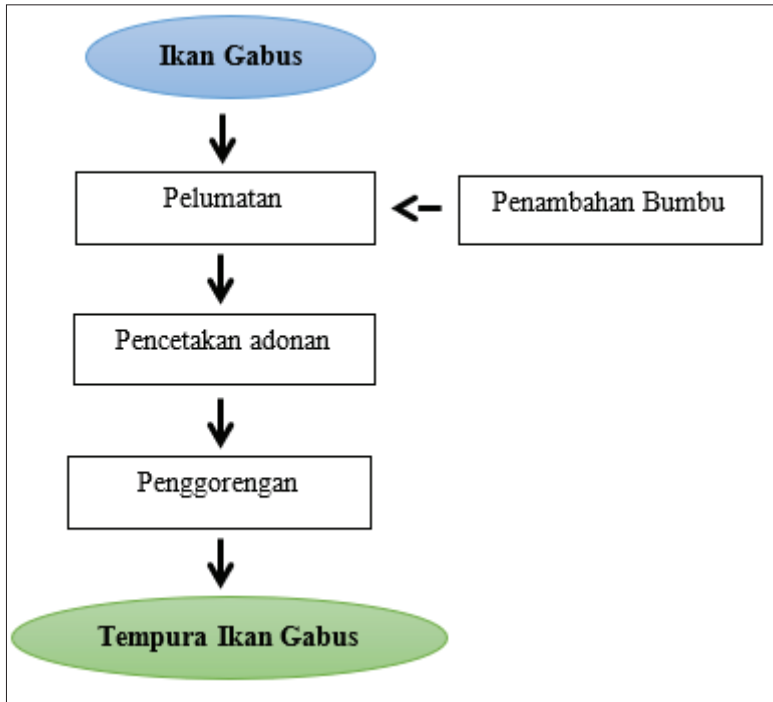 Ikan Gabus
Pelumatan
Penambahan Bumbu
Pencetakan adonan
Penggorengan
Tempura Ikan Gabus